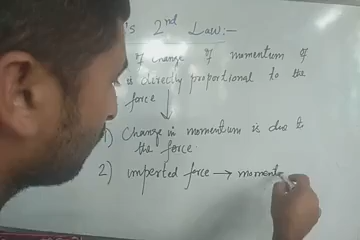 's 2nd Law:-
of change of momentum of
is directly proportional to the
force
1) Change in momentum is due to
the force.
2) imparted force → moment